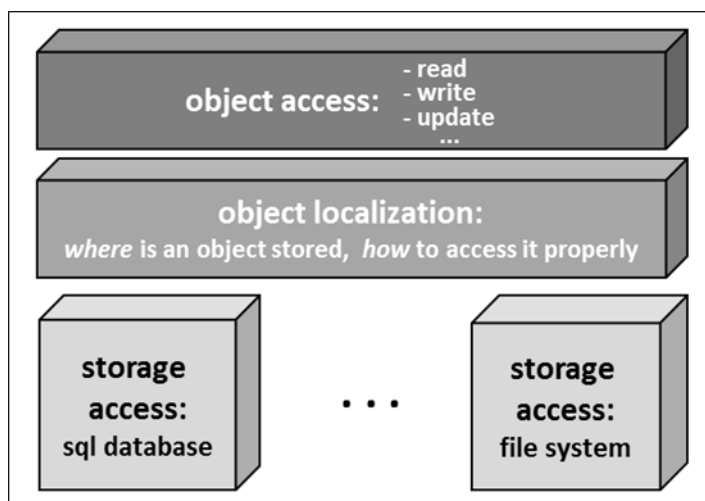 object access:
- read
- write
- update
...
object localization:
where is an object stored, how to access it properly
storage
access:
sql database
...
storage
access:
file system